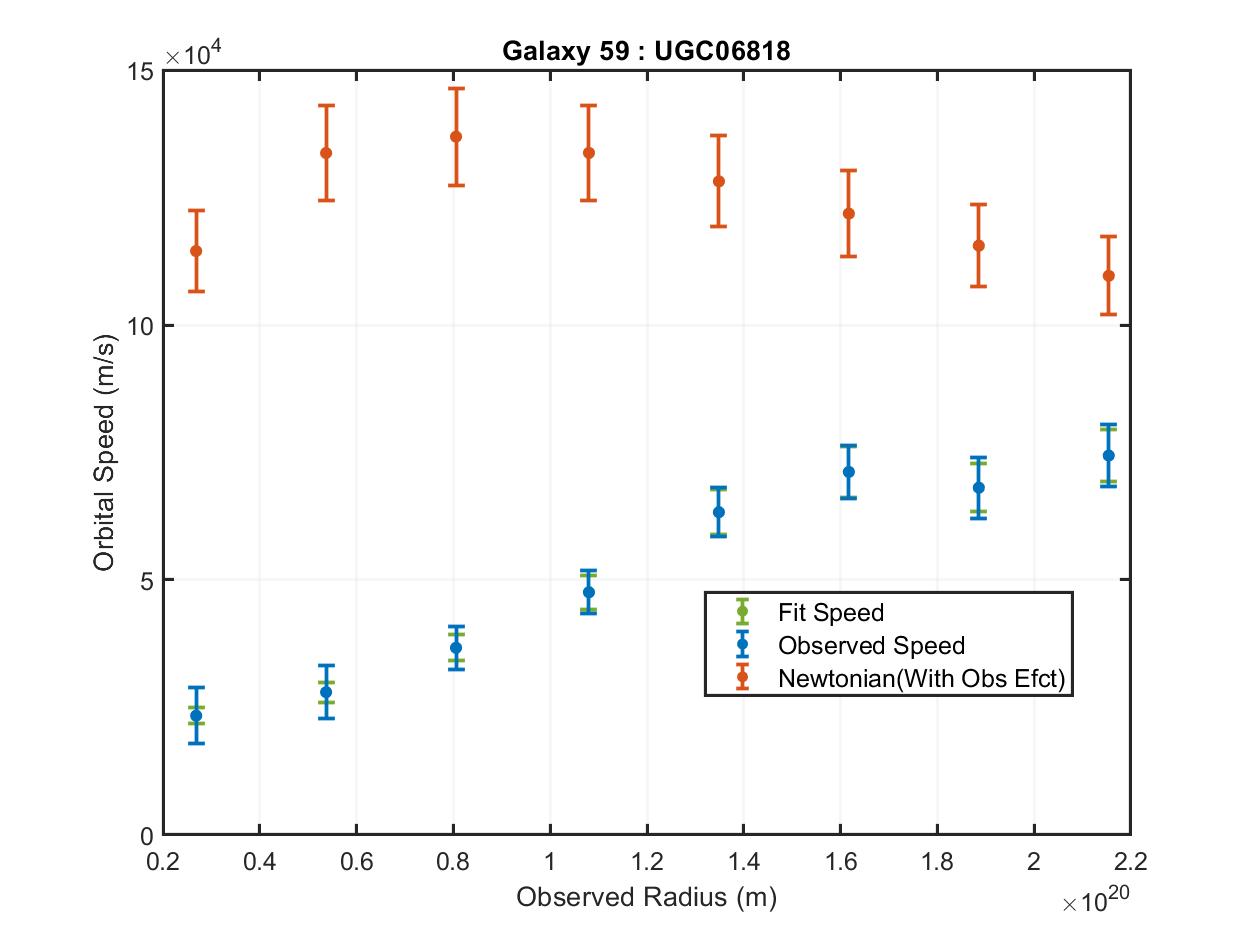 Galaxy 59 : UGC06818
×10⁴
15
10
5
0
Orbital Speed (m/s)
Fit Speed
Observed Speed
Newtonian(With Obs Efct)
0.2 0.4 0.6 0.8 1 1.2 1.4 1.6 1.8 2 2.2
Observed Radius (m)
×10²⁰